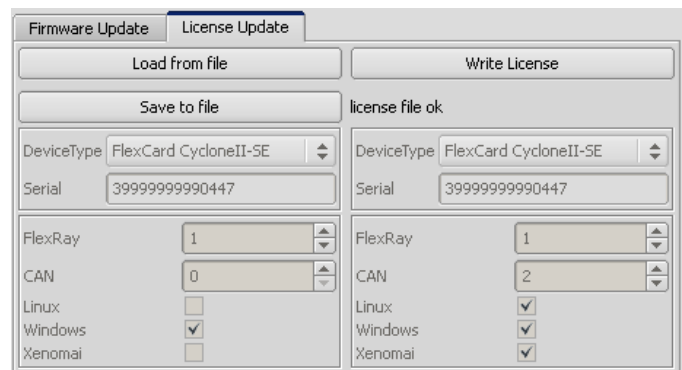 Firmware Update License Update
Load from file Write License
Save to file license file ok
DeviceType FlexCard CycloneII-SE DeviceType FlexCard CycloneII-SE
Serial 39999999990447 Serial 39999999990447
FlexRay 1 FlexRay 1
CAN 0 CAN 2
Linux Linux
Windows Windows
Xenomai Xenomai